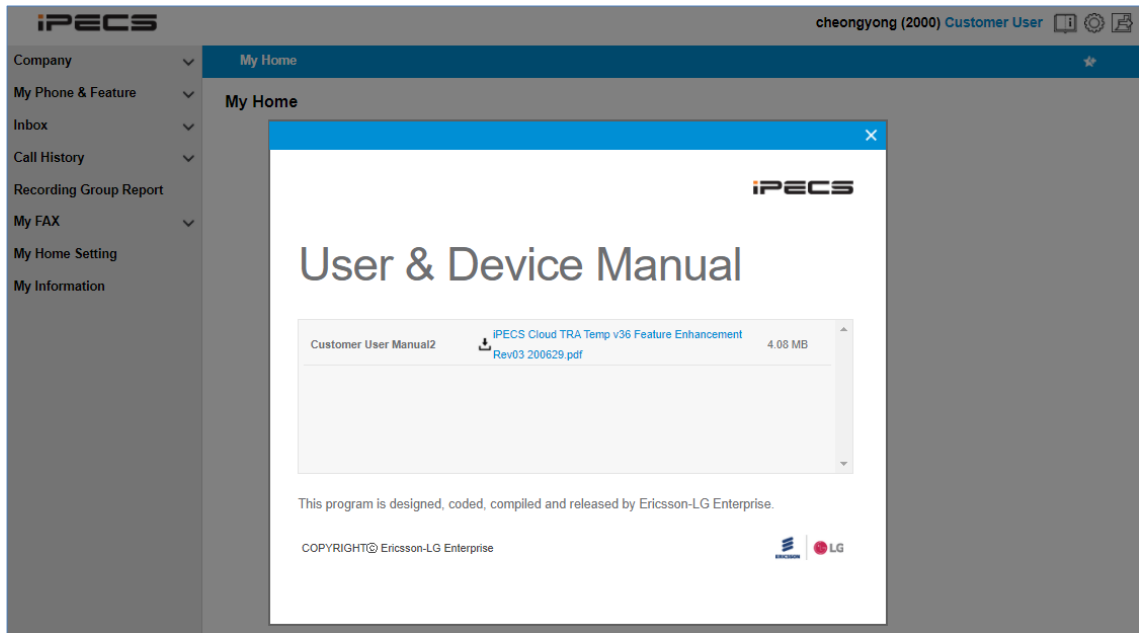 iPECS
cheongyong (2000) Customer User
Company
My Home
My Phone & Feature
My Home
Inbox
Call History
Recording Group Report
My FAX
My Home Setting
My Information
iPECS
User & Device Manual
Customer User Manual2
iPECS Cloud TRA Temp v36 Feature Enhancement
Rev03 200629.pdf
4.08 MB
This program is designed, coded, compiled and released by Ericsson-LG Enterprise.
COPYRIGHTⓒ Ericsson-LG Enterprise
ERICSSON
LG